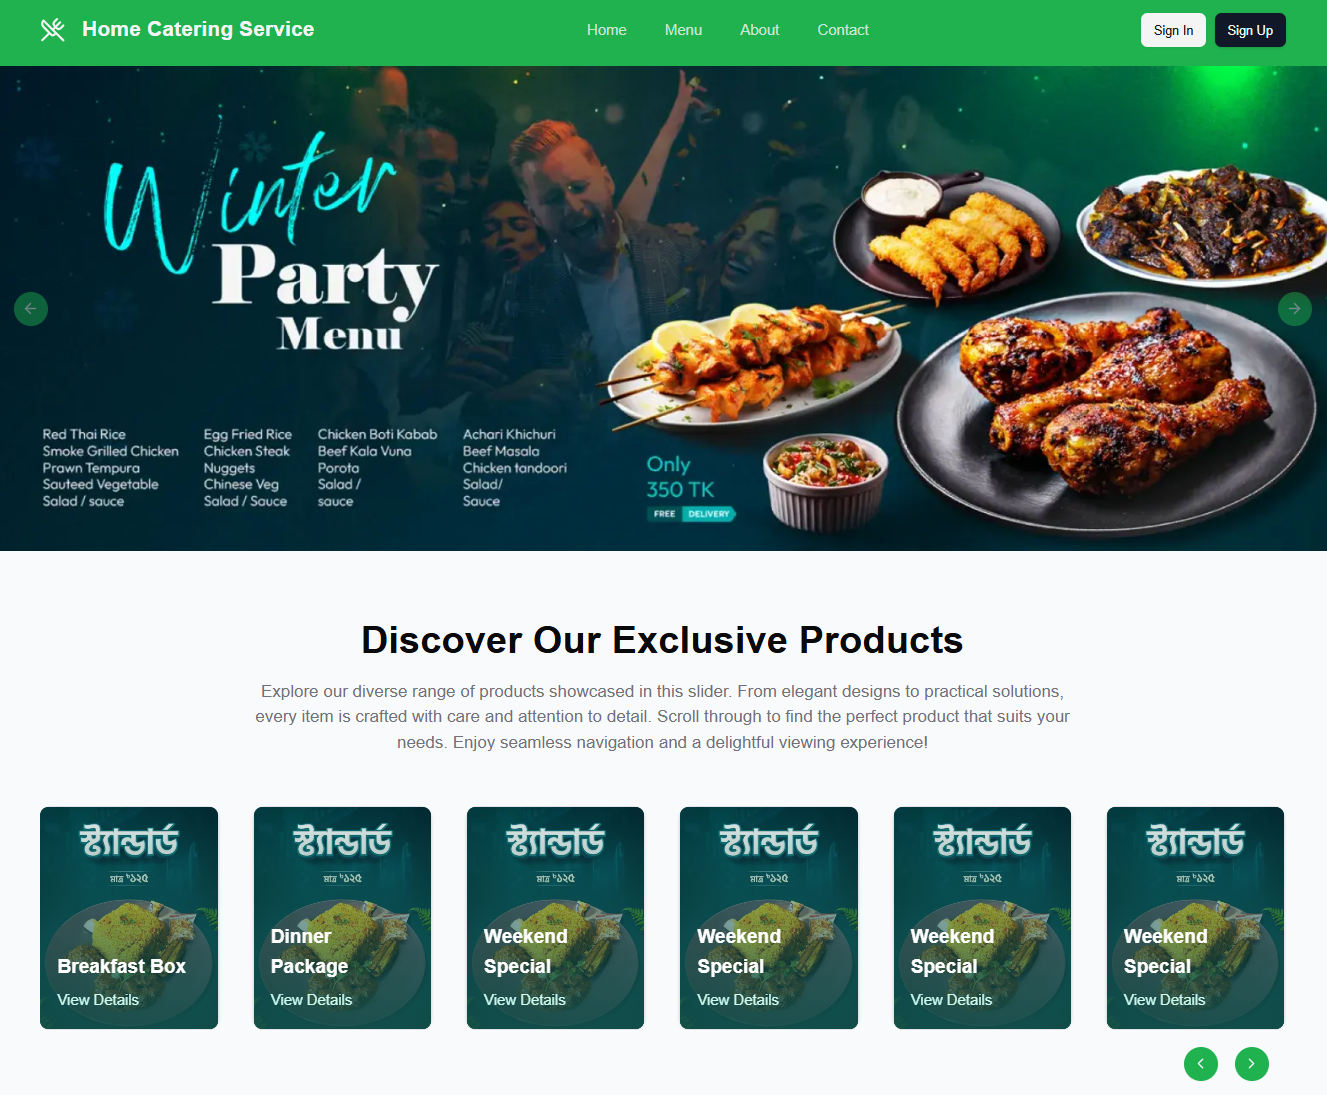 Home Catering Service
Home
Menu
About
Contact
Sign In
Sign Up
Winter
Party
Menu
Red Thai Rice
Smoke Grilled Chicken
Prawn Tempura
Sauteed Vegetable
Salad / sauce
Egg Fried Rice
Chicken Steak
Nuggets
Chinese Veg
Salad / Sauce
Chicken Boti Kabab
Beef Kala Vuna
Porota
Salad /
sauce
Achari Khichuri
Beef Masala
Chicken tandoori
Salad/
Sauce
Only
350 TK
FREE DELIVERY
Discover Our Exclusive Products
Explore our diverse range of products showcased in this slider. From elegant designs to practical solutions,
every item is crafted with care and attention to detail. Scroll through to find the perfect product that suits your
needs. Enjoy seamless navigation and a delightful viewing experience!
স্ট্যান্ডার্ড
মাত্র ৳১২৫
Breakfast Box
View Details
স্ট্যান্ডার্ড
মাত্র ৳১২৫
Dinner
Package
View Details
স্ট্যান্ডার্ড
মাত্র ৳১২৫
Weekend
Special
View Details
স্ট্যান্ডার্ড
মাত্র ৳১২৫
Weekend
Special
View Details
স্ট্যান্ডার্ড
মাত্র ৳১২৫
Weekend
Special
View Details
স্ট্যান্ডার্ড
মাত্র ৳১২৫
Weekend
Special
View Details